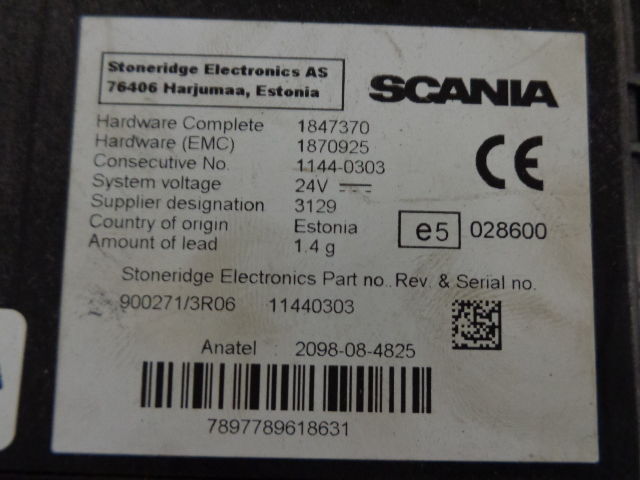 Stoneridge Electronics AS
76406 Harjumaa, Estonia
SCANIA
Hardware Complete 1847370
Hardware (EMC) 1870925
Consecutive No. 1144-0303
System voltage 24V
Supplier designation 3129
Country of origin Estonia
Amount of lead 1.4 g
CE
e5 028600
Stoneridge Electronics Part no.. Rev. & Serial no.
900271/3R06 11440303
Anatel : 2098-08-4825
7897789618631